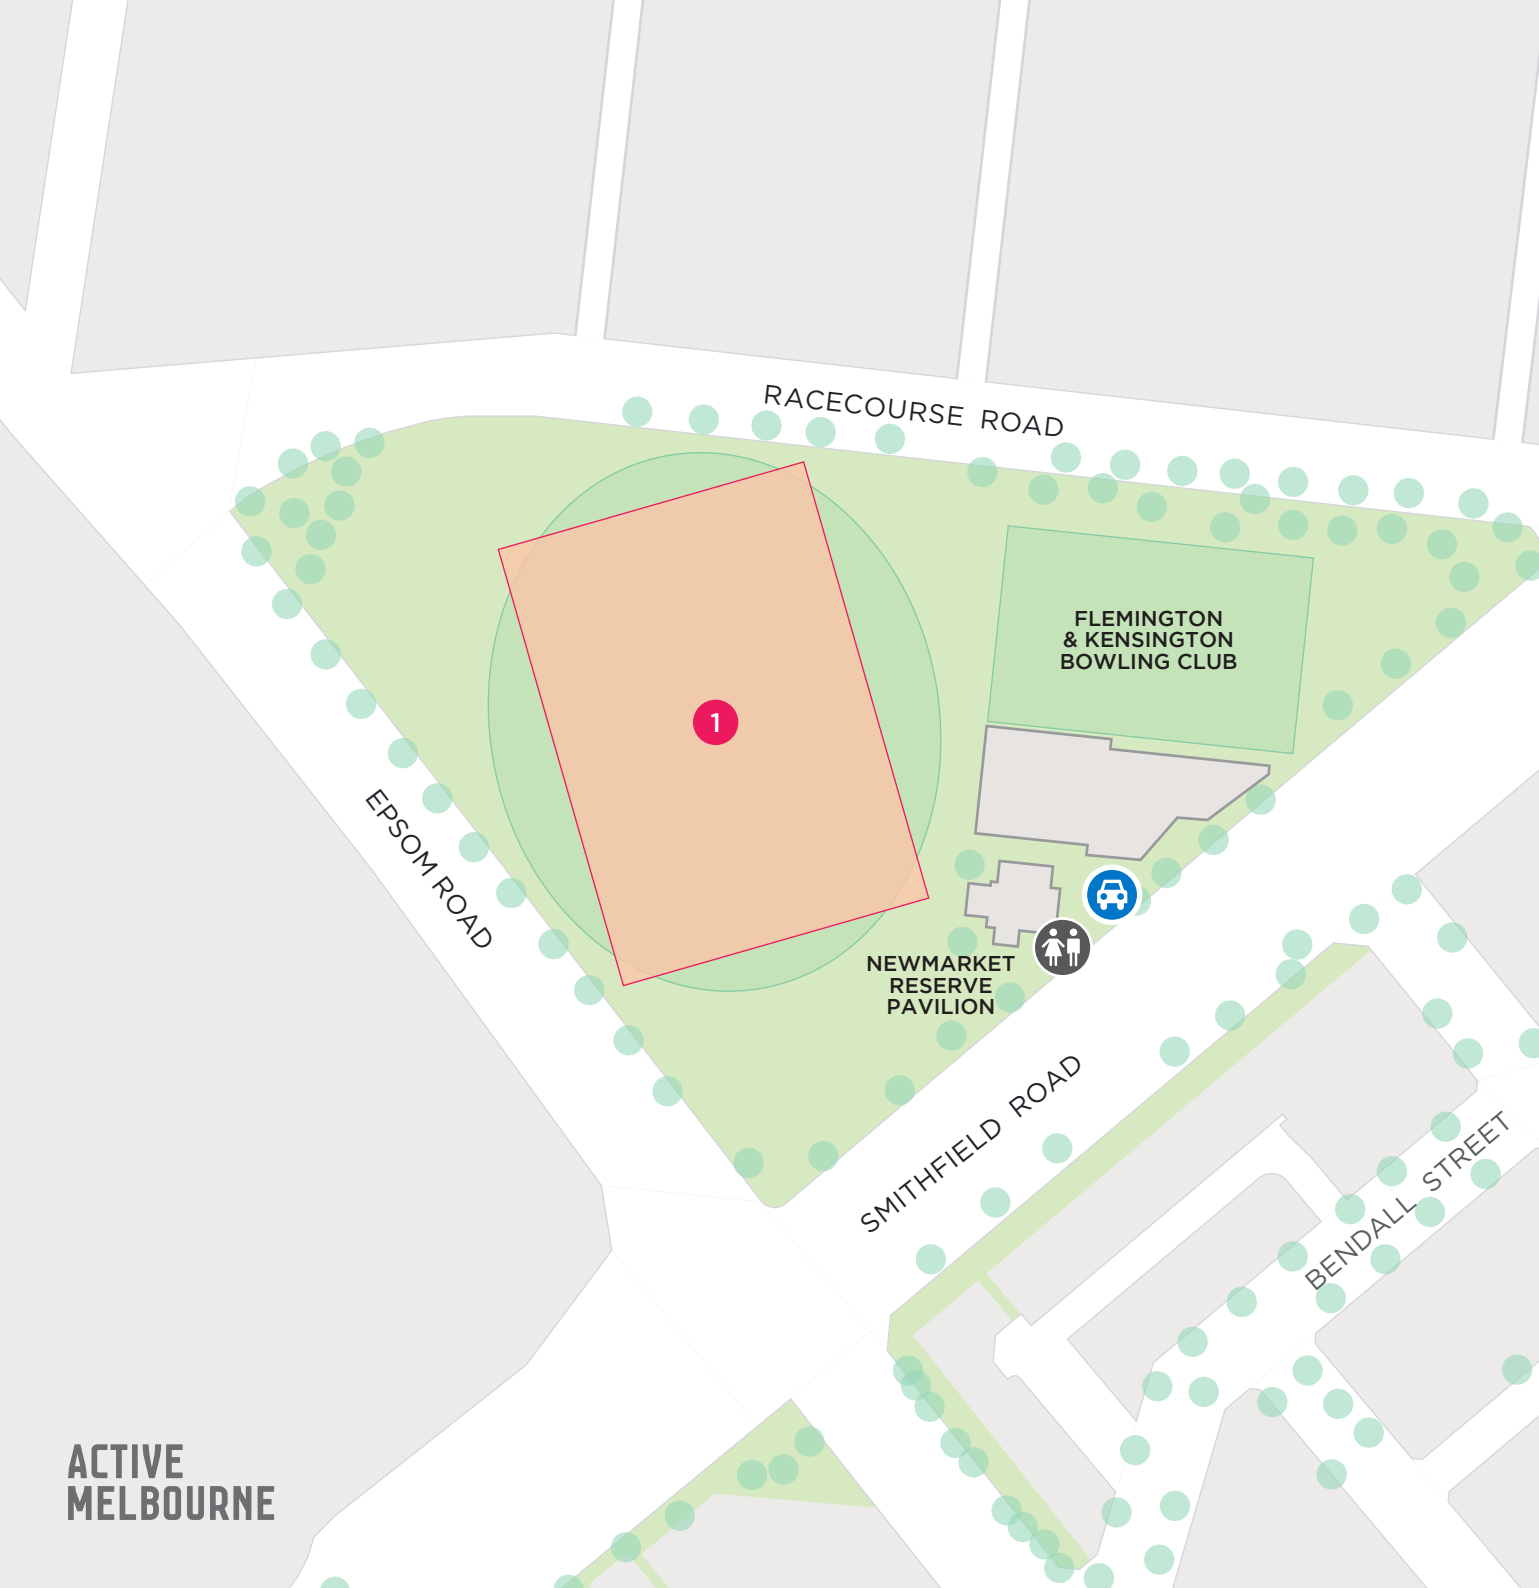 RACECOURSE ROAD
FLEMINGTON
& KENSINGTON
BOWLING CLUB
1
EPSOM ROAD
NEWMARKET
RESERVE
PAVILION
SMITHFIELD ROAD
BENDALL STREET
ACTIVE
MELBOURNE